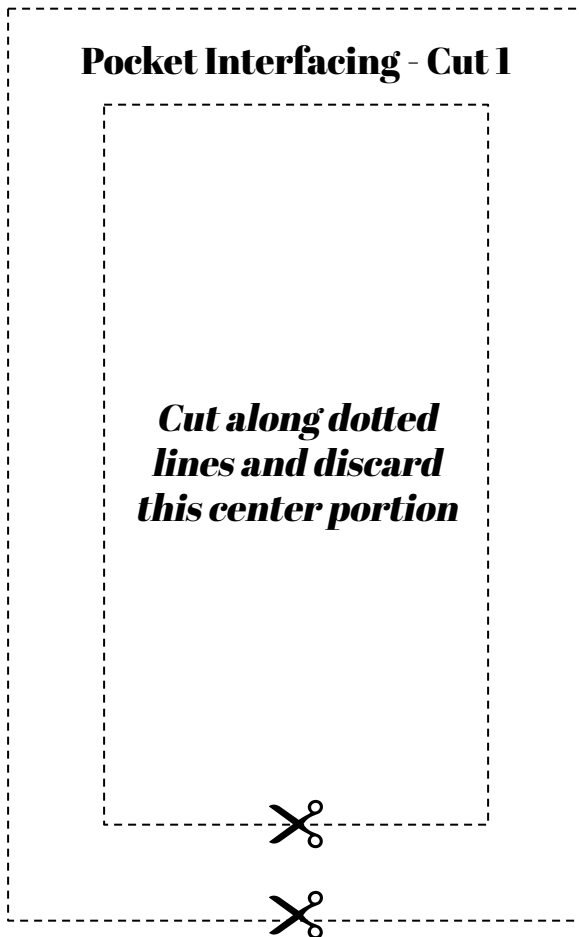 Pocket Interfacing - Cut 1
Cut along dotted
lines and discard
this center portion